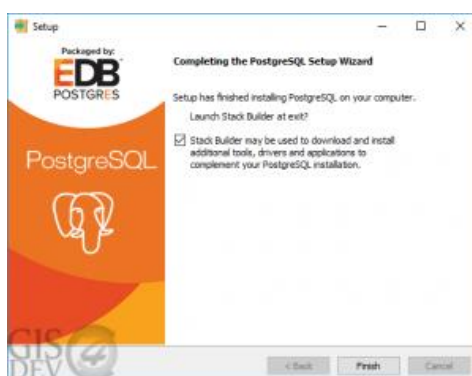 Setup
Packaged by:
EDB
POSTGRES
Completing the PostgreSQL Setup Wizard
Setup has finished installing PostgreSQL on your computer.
Launch Stack Builder at exit?
Stack Builder may be used to download and install
additional tools, drivers and applications to
complement your PostgreSQL installation.
PostgreSQL
GIS 4
DEV
< Back
Finish
Cancel